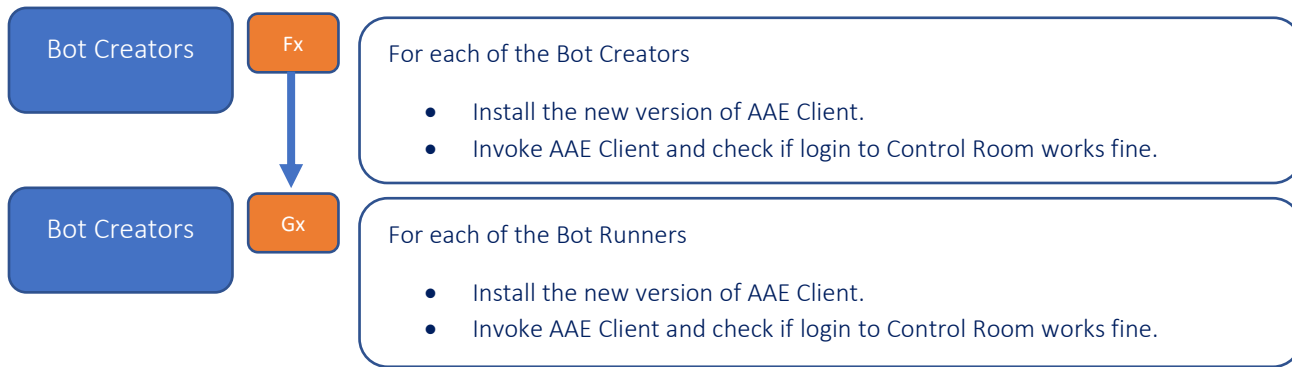 Bot Creators
Fx
For each of the Bot Creators
• Install the new version of AAE Client.
• Invoke AAE Client and check if login to Control Room works fine.
Bot Creators
Gx
For each of the Bot Runners
• Install the new version of AAE Client.
• Invoke AAE Client and check if login to Control Room works fine.